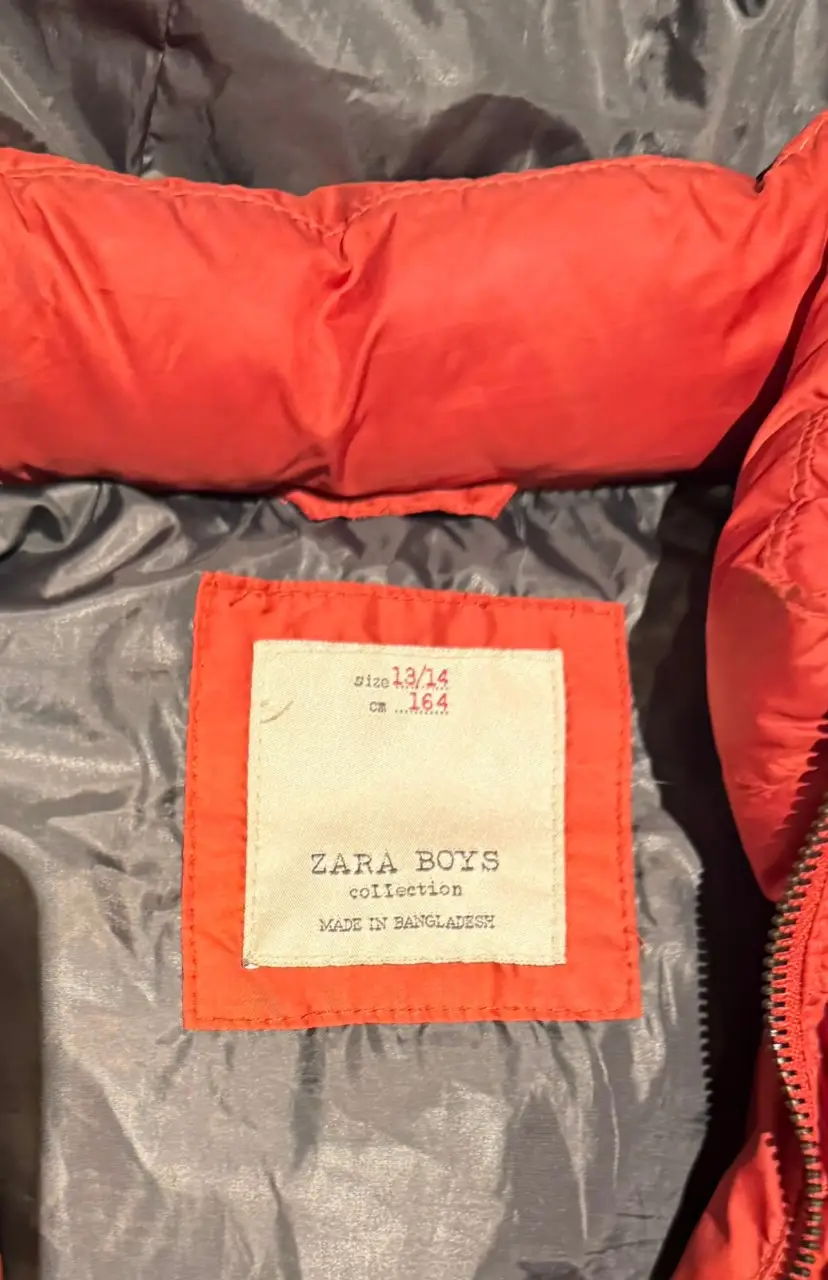 size 13/14
cm 164
ZARA BOYS
collection
MADE IN BANGLADESH